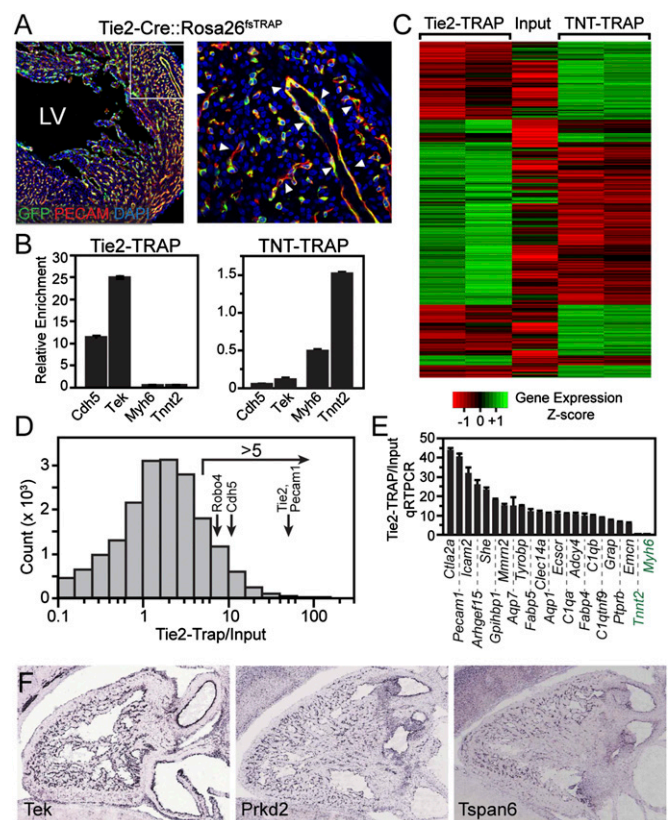 A
Tie2-Cre::Rosa26fsTRAP
LV
GFP PECAM DAPI
B
Tie2-TRAP
Relative Enrichment
30
25
20
15
10
5
0
Cdh5
Tek
Myh6
Tnnt2
TNT-TRAP
1.5
1.0
0.5
0
Cdh5
Tek
Myh6
Tnnt2
C
Tie2-TRAP
Input
TNT-TRAP
-1
0
+1
Gene Expression
Z-score
D
>5
Robo4
Cdh5
Tie2,
Pecam1
Count (x 10³)
3
2
1
0
0.1
1
10
100
Tie2-Trap/Input
E
Tie2-TRAP/Input
qRTPCR
50
40
30
20
10
0
Ctla2a
Pecam1
Icam2
Arhgef15
She
Gpihbp1
Mmrn2
Aqp7
Tyrobp
Fabp5
Clec14a
Aqp1
Ecscr
C1qa
Adcy4
Fabp4
C1qb
C1qtnf9
Grap
Ptprb
Emcn
Tnnt2
Myh6
F
Tek
Prkd2
Tspan6